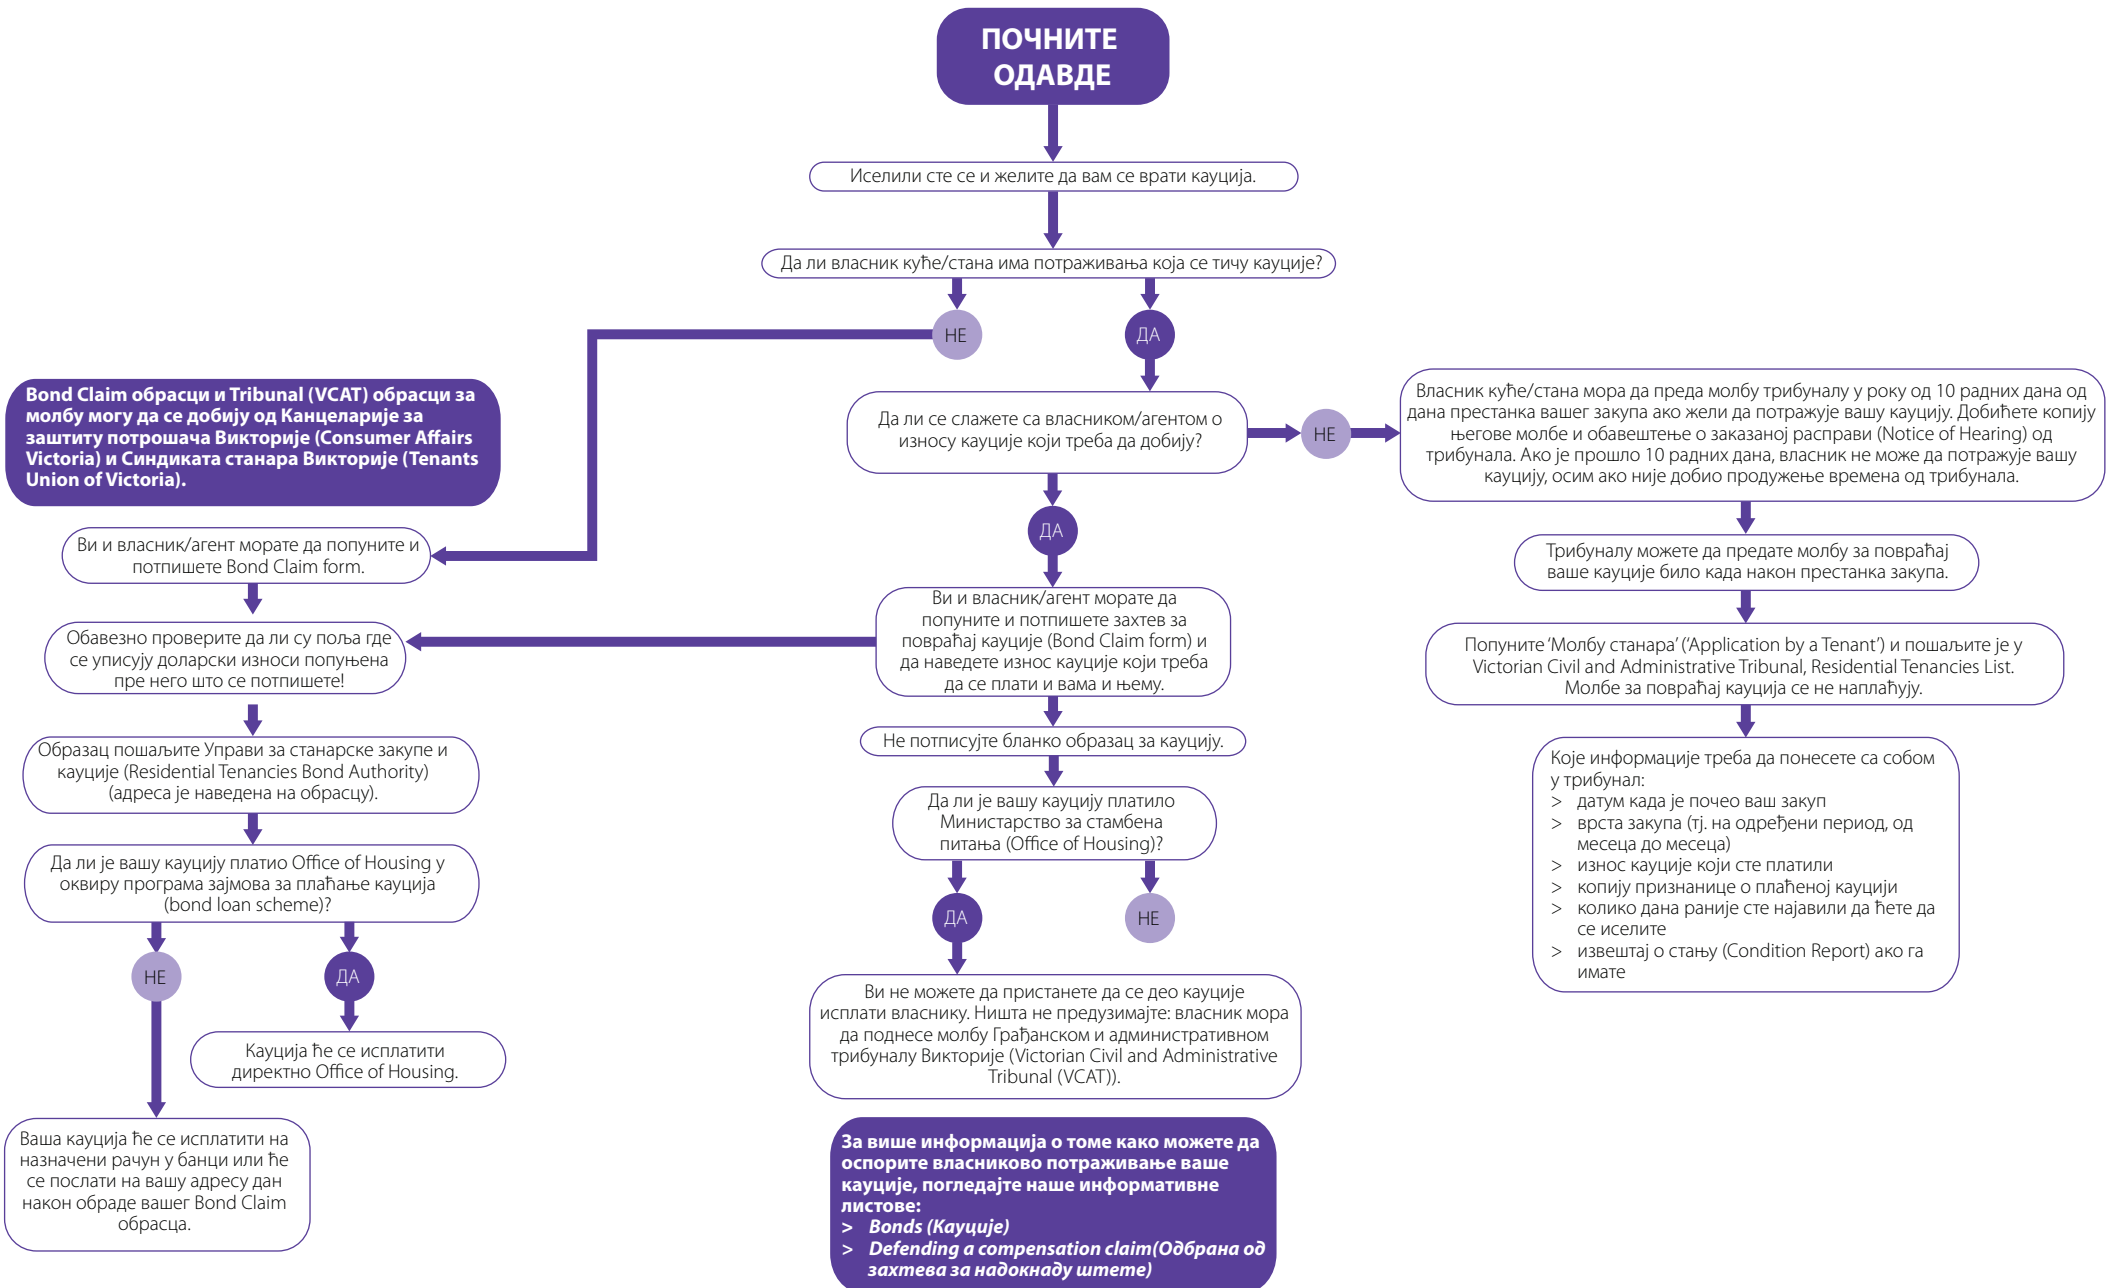 ПОЧНИТЕ
ОДАВДЕ
Иселили сте се и желите да вам се врати кауција.
Да ли власник куће/стана има потраживања која се тичу кауције?
НЕ
ДА
Bond Claim обрасци и Tribunal (VCAT) обрасци за
молбу могу да се добију од Канцеларије за
заштиту потрошача Викторије (Consumer Affairs
Victoria) и Синдиката станара Викторије (Tenants
Union of Victoria).
Да ли се слажете са власником/агентом о
износу кауције који треба да добију?
НЕ
Власник куће/стана мора да преда молбу трибуналу у року од 10 радних дана од
дана престанка вашег закупа ако жели да потражује вашу кауцију. Добићете копију
његове молбе и обавештење о заказаној расправи (Notice of Hearing) од
трибунала. Ако је прошло 10 радних дана, власник не може да потражује вашу
кауцију, осим ако није добио продужење времена од трибунала.
ДА
Ви и власник/агент морате да попуните и
потпишете Bond Claim form.
Трибуналу можете да предате молбу за повраћај
ваше кауције било када након престанка закупа.
Обавезно проверите да ли су поља где
се уписују доларски износи попуњена
пре него што се потпишете!
Ви и власник/агент морате да
попуните и потпишете захтев за
повраћај кауције (Bond Claim form) и
да наведете износ кауције који треба
да се плати и вама и њему.
Попуните ‘Молбу станара’ (‘Application by a Tenant’) и пошаљите је у
Victorian Civil and Administrative Tribunal, Residential Tenancies List.
Молбе за повраћај кауција се не наплаћују.
Образац пошаљите Управи за станарске закупе и
кауције (Residential Tenancies Bond Authority)
(адреса је наведена на обрасцу).
Не потписујте бланко образац за кауцију.
Које информације треба да понесете са собом
у трибунал:
> датум када је почео ваш закуп
> врста закупа (тј. на одређени период, од
месеца до месеца)
> износ кауције који сте платили
> копију признанице о плаћеној кауцији
> колико дана раније сте најавили да ћете да
се иселите
> извештај о стању (Condition Report) ако га
имате
Да ли је вашу кауцију платило
Министарство за стамбена
питања (Office of Housing)?
Да ли је вашу кауцију платио Office of Housing у
оквиру програма зајмова за плаћање кауција
(bond loan scheme)?
ДА
НЕ
НЕ
ДА
Ви не можете да пристанете да се део кауције
исплати власнику. Ништа не предузимајте: власник мора
да поднесе молбу Грађанском и административном
трибуналу Викторије (Victorian Civil and Administrative
Tribunal (VCAT)).
Кауција ће се исплатити
директно Office of Housing.
Ваша кауција ће се исплатити на
назначени рачун у банци или ће
се послати на вашу адресу дан
након обраде вашег Bond Claim
обрасца.
За више информација о томе како можете да
оспорите власниково потраживање ваше
кауције, погледајте наше информативне
листове:
> Bonds (Кауције)
> Defending a compensation claim(Одбрана од
захтева за надокнаду штете)